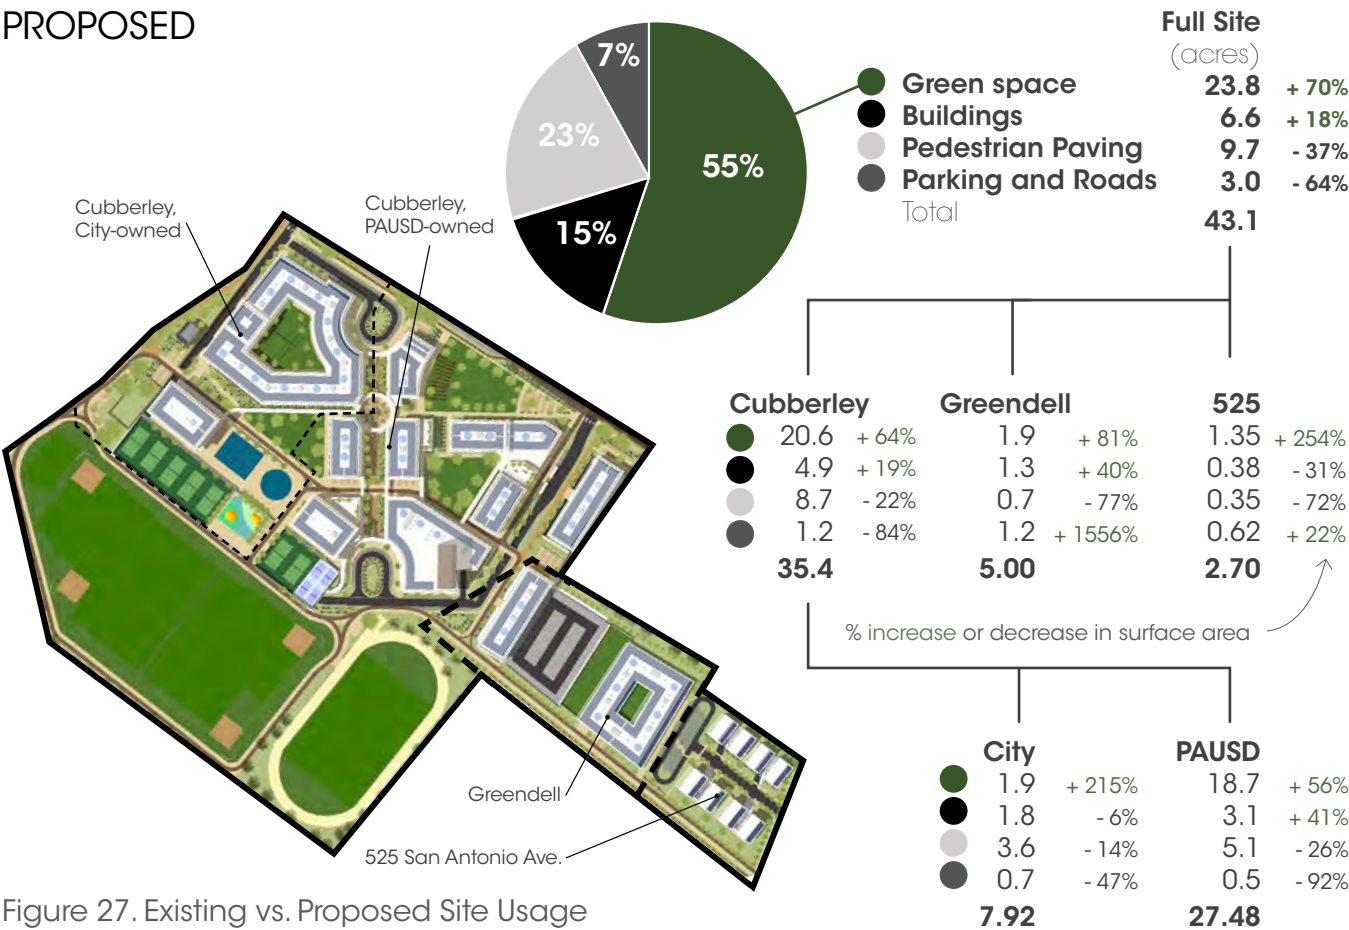 PROPOSED
7%
23%
55%
15%
Full Site
(acres)
Green space 23.8 + 70%
Buildings 6.6 + 18%
Pedestrian Paving 9.7 - 37%
Parking and Roads 3.0 - 64%
Total 43.1
Cubberley,
City-owned
Cubberley,
PAUSD-owned
Cubberley Greendell 525
20.6 + 64% 1.9 + 81% 1.35 + 254%
4.9 + 19% 1.3 + 40% 0.38 - 31%
8.7 - 22% 0.7 - 77% 0.35 - 72%
1.2 - 84% 1.2 + 1556% 0.62 + 22%
35.4 5.00 2.70
% increase or decrease in surface area
City PAUSD
1.9 + 215% 18.7 + 56%
1.8 - 6% 3.1 + 41%
3.6 - 14% 5.1 - 26%
0.7 - 47% 0.5 - 92%
7.92 27.48
Greendell
525 San Antonio Ave.
Figure 27. Existing vs. Proposed Site Usage